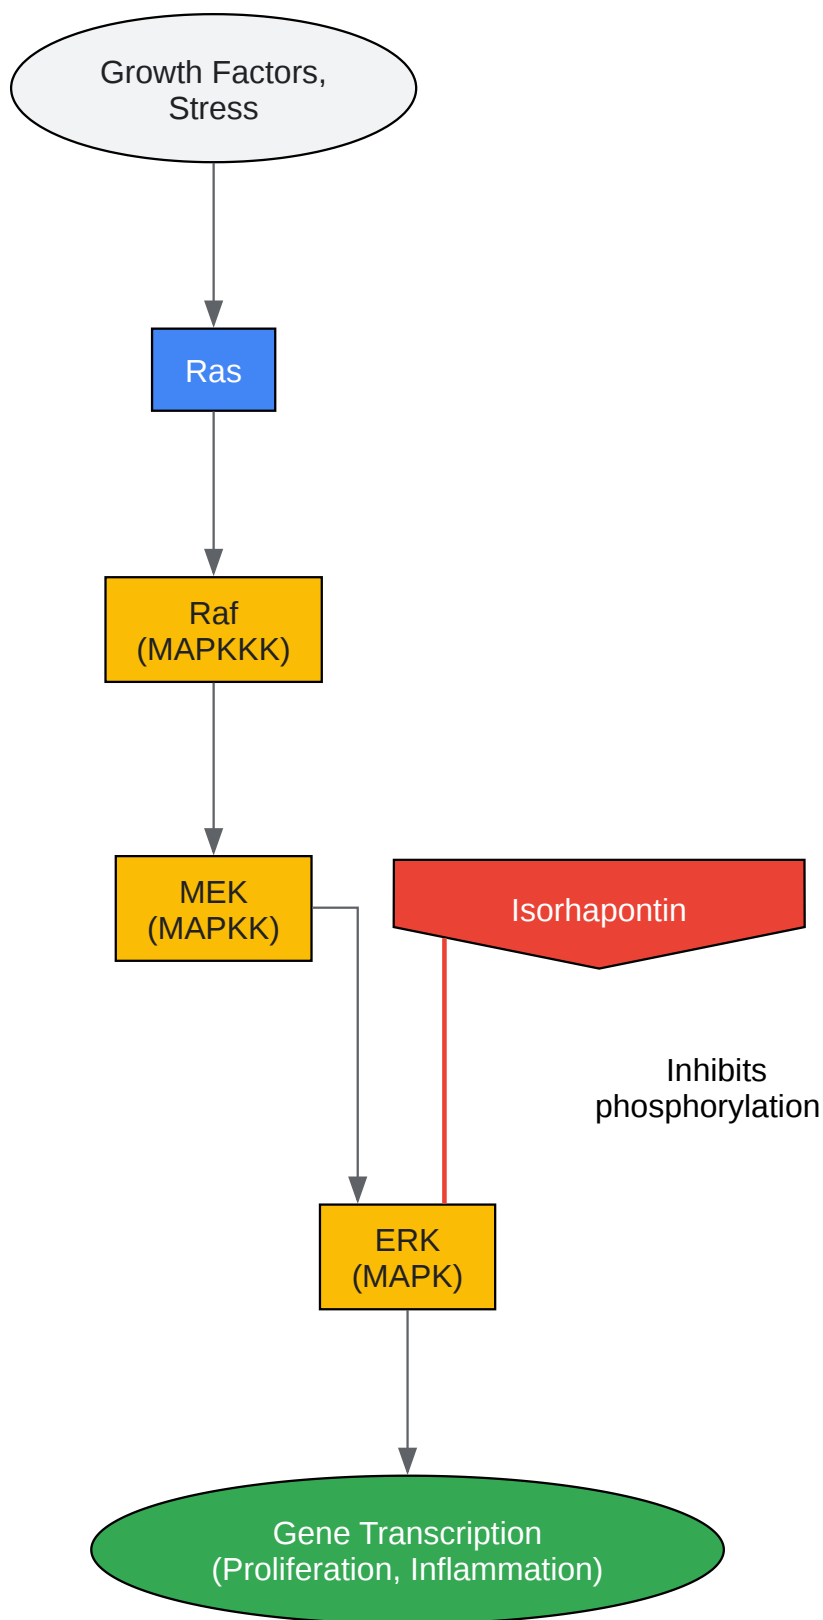 Growth Factors,
Stress
Ras
Raf
(MAPKKK)
MEK
(MAPKK)
Isorhapontin
Inhibits
phosphorylation
ERK
(MAPK)
Gene Transcription
(Proliferation, Inflammation)